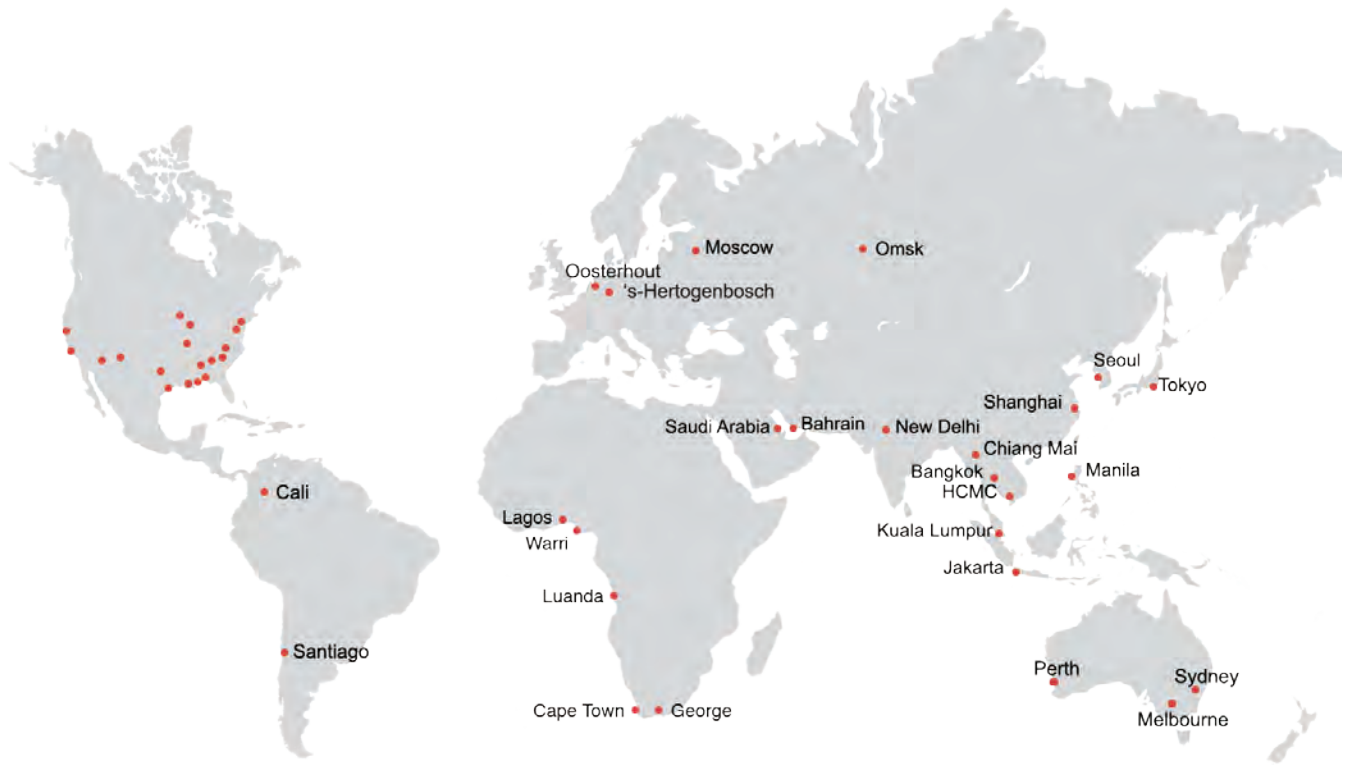 Moscow
Omsk
Oosterhout
's-Hertogenbosch
Seoul
Tokyo
Shanghai
Saudi Arabia
Bahrain
New Delhi
Chiang Mai
Bangkok
Manila
HCMC
Cali
Lagos
Warri
Kuala Lumpur
Jakarta
Luanda
Santiago
Perth
Sydney
Cape Town
George
Melbourne